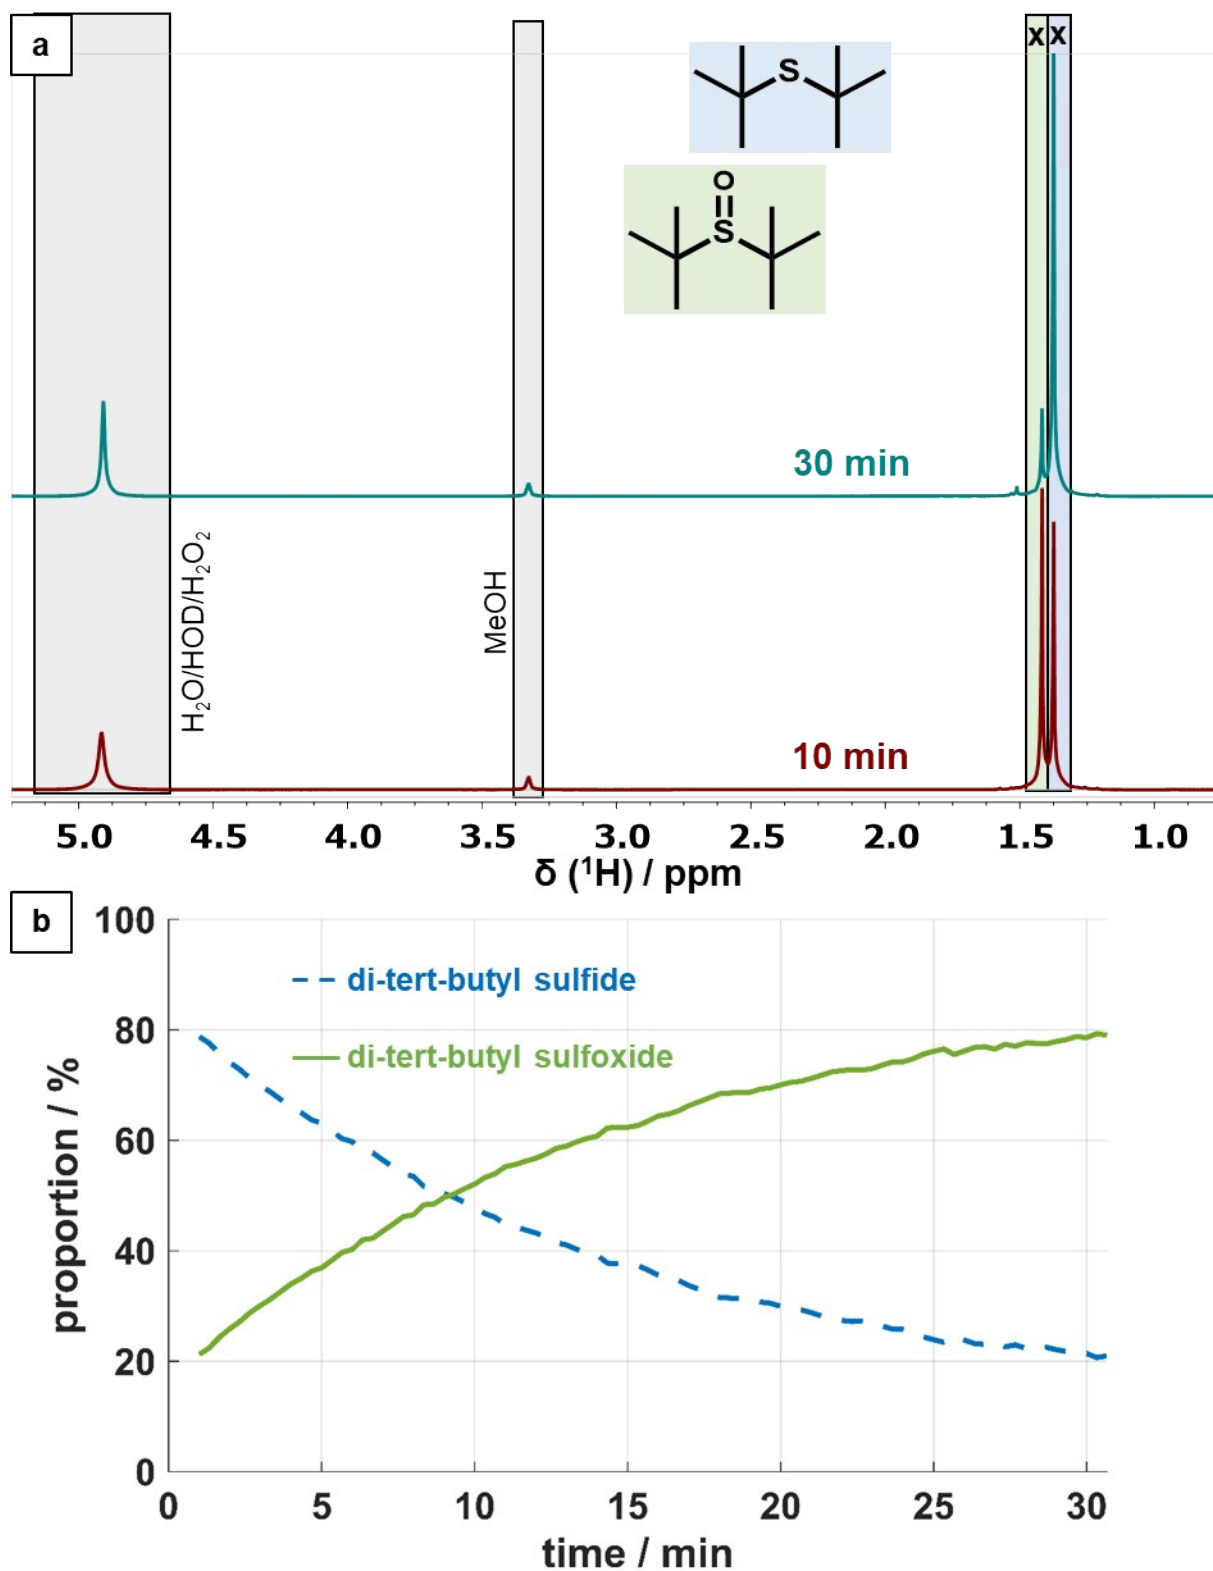 a
x x
S
O
S
30 min
H₂O/HOD/H₂O₂
MeOH
10 min
5.0 4.5 4.0 3.5 3.0 2.5 2.0 1.5 1.0
δ (¹H) / ppm
b
100
80
60
40
20
0
proportion / %
di-tert-butyl sulfide
di-tert-butyl sulfoxide
0 5 10 15 20 25 30
time / min